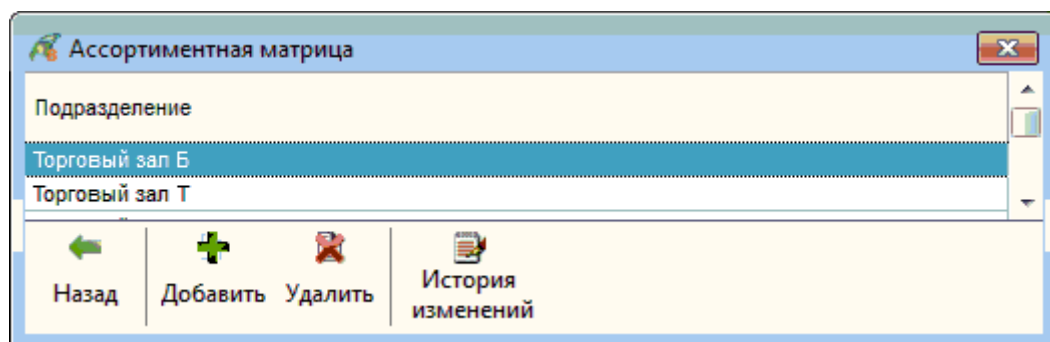 Ассортиментная матрица
Подразделение
Торговый зал Б
Торговый зал Т
Назад
Добавить
Удалить
История
изменений